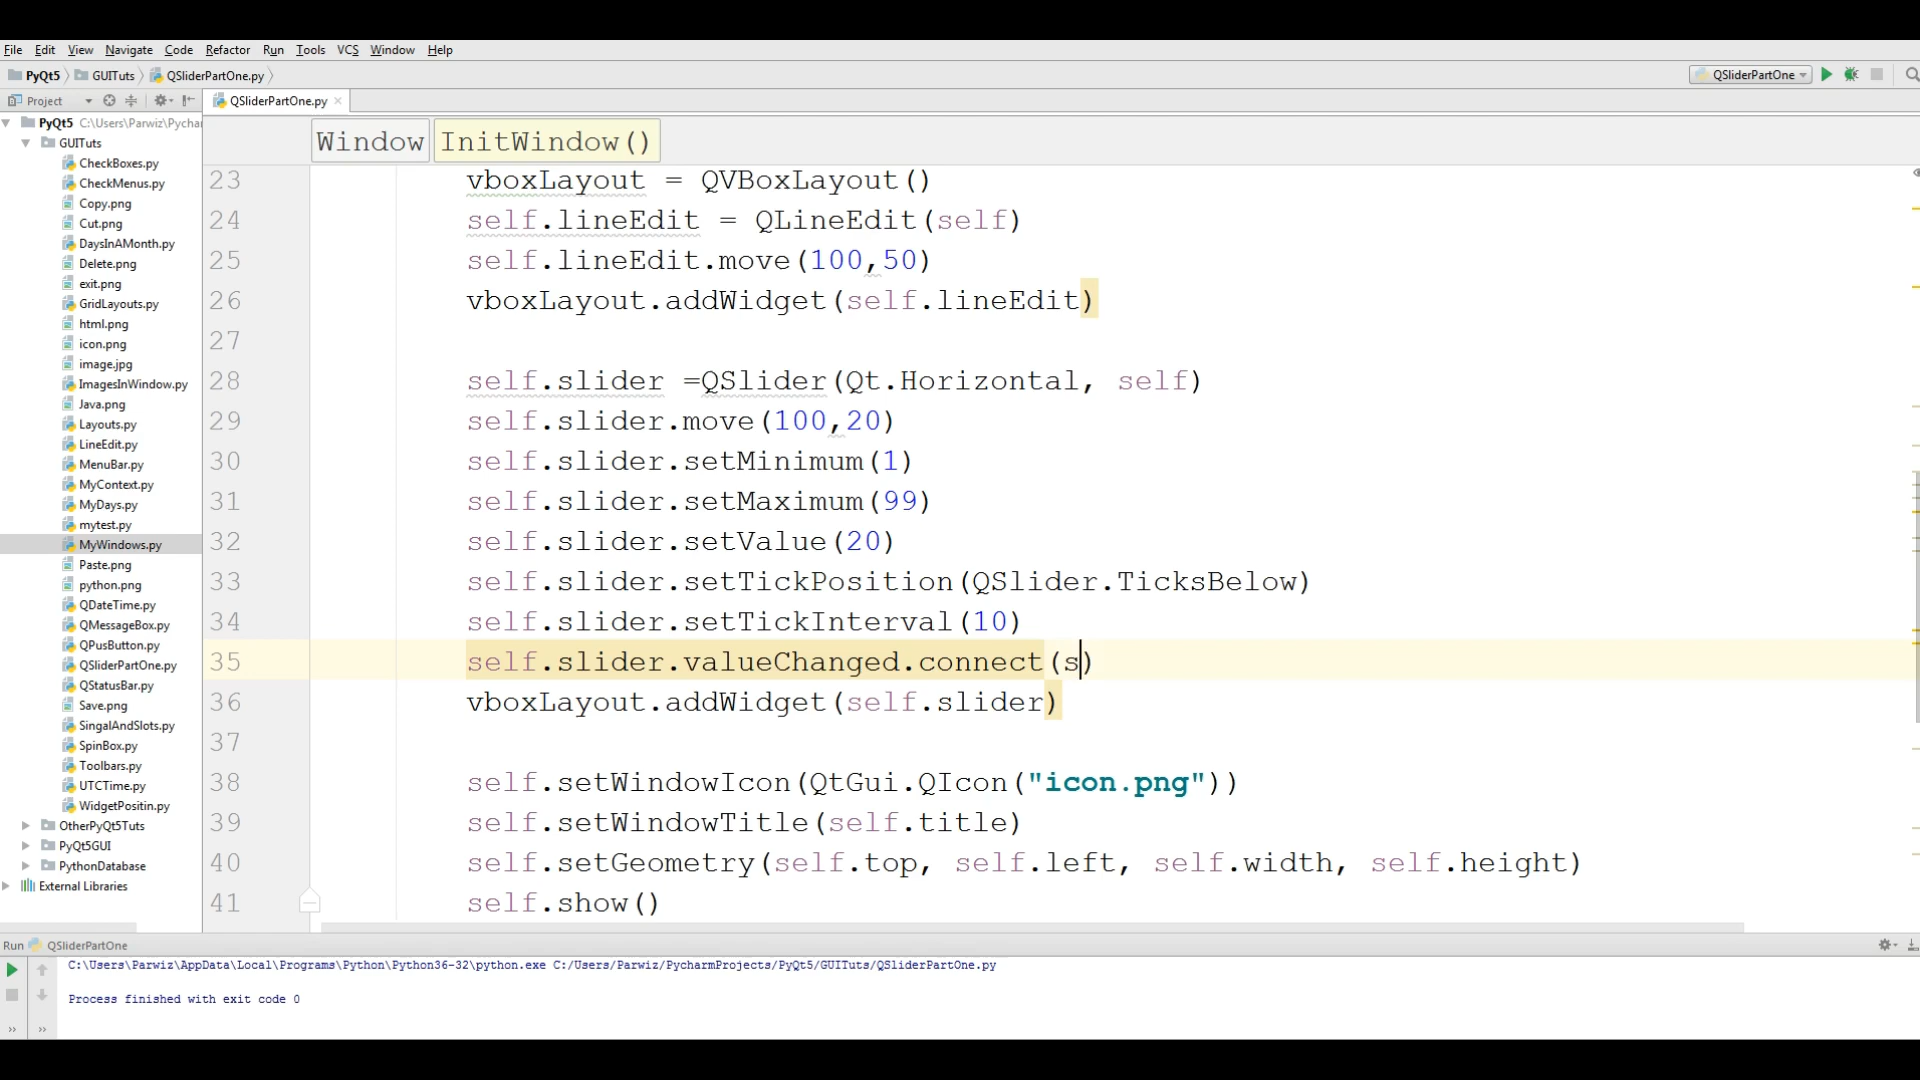 File Edit View Navigate Code Refactor Run Tools VCS Window Help
PyQt5 GUITuts QSliderPartOne.py QSliderPartOne
Project QSliderPartOne.py
PyQt5 C:\Users\Parwiz\Pycha
GUITuts
CheckBoxes.py
CheckMenus.py
Copy.png
Cut.png
DaysInAMonth.py
Delete.png
exit.png
GridLayouts.py
html.png
icon.png
image.jpg
ImagesInWindow.py
Java.png
Layouts.py
LineEdit.py
MenuBar.py
MyContext.py
MyDays.py
mytest.py
MyWindows.py
Paste.png
python.png
QDateTime.py
QMessageBox.py
QPusButton.py
QSliderPartOne.py
QStatusBar.py
Save.png
SingalAndSlots.py
SpinBox.py
Toolbars.py
UTCTime.py
WidgetPositin.py
OtherPyQt5Tuts
PyQt5GUI
PythonDatabase
External Libraries
Window InitWindow()
23 vboxLayout = QVBoxLayout()
24 self.lineEdit = QLineEdit(self)
25 self.lineEdit.move(100,50)
26 vboxLayout.addWidget(self.lineEdit)
27
28 self.slider =QSlider(Qt.Horizontal, self)
29 self.slider.move(100,20)
30 self.slider.setMinimum(1)
31 self.slider.setMaximum(99)
32 self.slider.setValue(20)
33 self.slider.setTickPosition(QSlider.TicksBelow)
34 self.slider.setTickInterval(10)
35 self.slider.valueChanged.connect(s)
36 vboxLayout.addWidget(self.slider)
37
38 self.setWindowIcon(QtGui.QIcon("icon.png"))
39 self.setWindowTitle(self.title)
40 self.setGeometry(self.top, self.left, self.width, self.height)
41 self.show()
Run QSliderPartOne
C:\Users\Parwiz\AppData\Local\Programs\Python\Python36-32\python.exe C:/Users/Parwiz/PycharmProjects/PyQt5/GUITuts/QSliderPartOne.py
Process finished with exit code 0